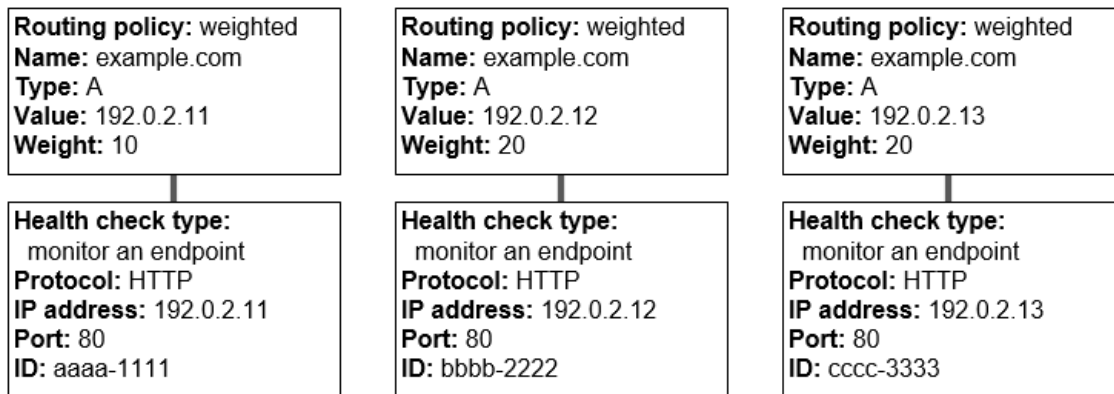 Routing policy: weighted
Name: example.com
Type: A
Value: 192.0.2.11
Weight: 10
Health check type:
monitor an endpoint
Protocol: HTTP
IP address: 192.0.2.11
Port: 80
ID: aaaa-1111
Routing policy: weighted
Name: example.com
Type: A
Value: 192.0.2.12
Weight: 20
Health check type:
monitor an endpoint
Protocol: HTTP
IP address: 192.0.2.12
Port: 80
ID: bbbb-2222
Routing policy: weighted
Name: example.com
Type: A
Value: 192.0.2.13
Weight: 20
Health check type:
monitor an endpoint
Protocol: HTTP
IP address: 192.0.2.13
Port: 80
ID: cccc-3333